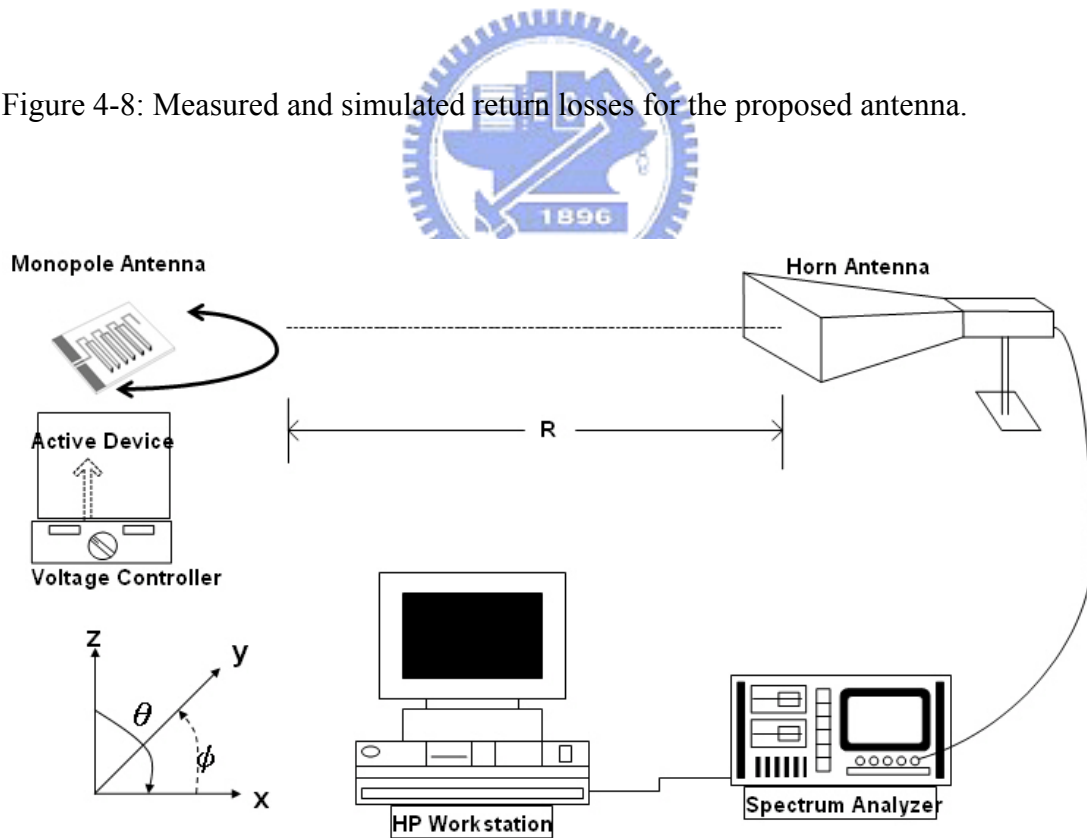 Figure 4-8: Measured and simulated return losses for the proposed antenna.
1896
Monopole Antenna
Horn Antenna
R
Active Device
Voltage Controller
z
y
θ
ϕ
x
HP Workstation
Spectrum Analyzer